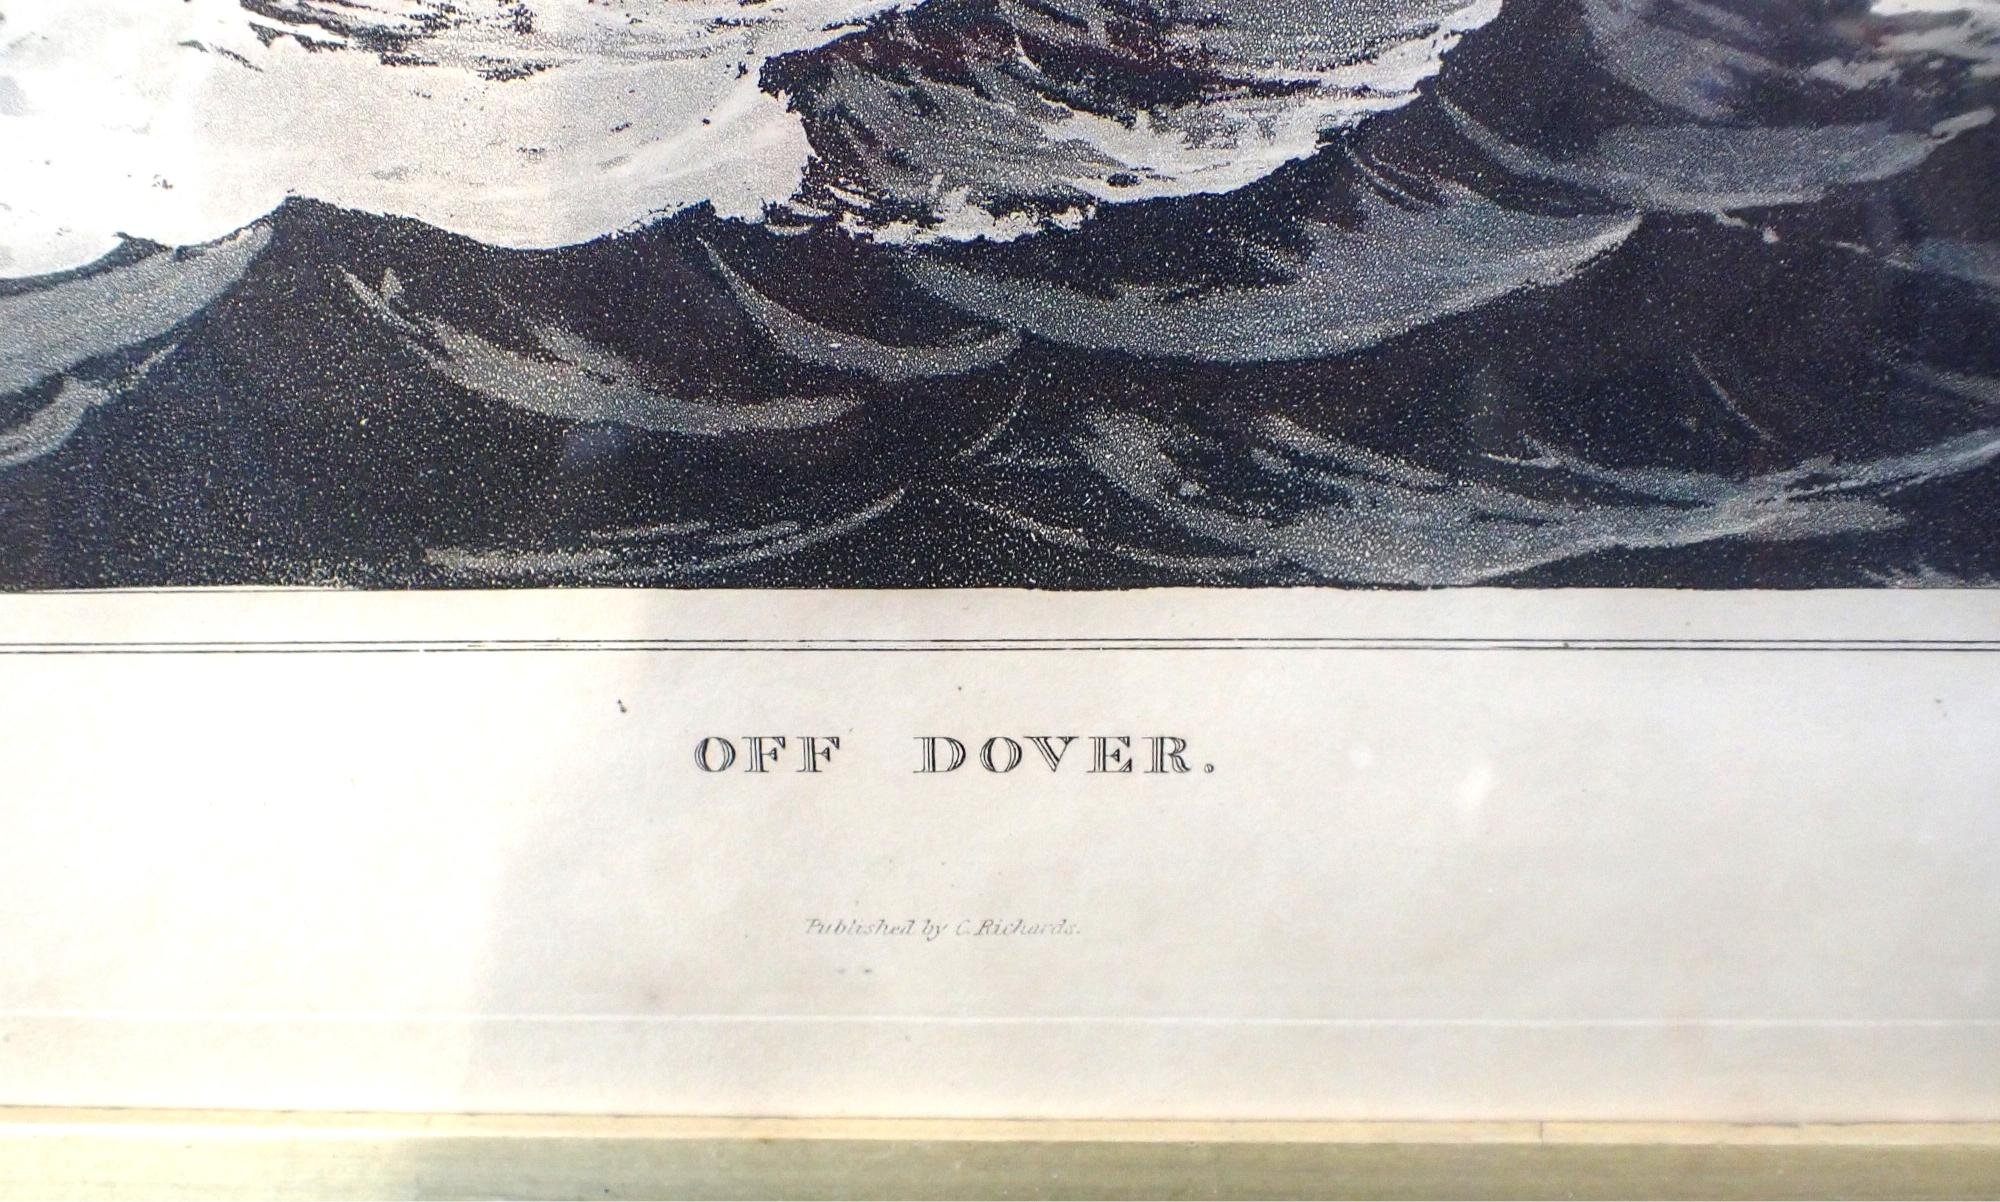 OFF DOVER.
Published by C. Richards.